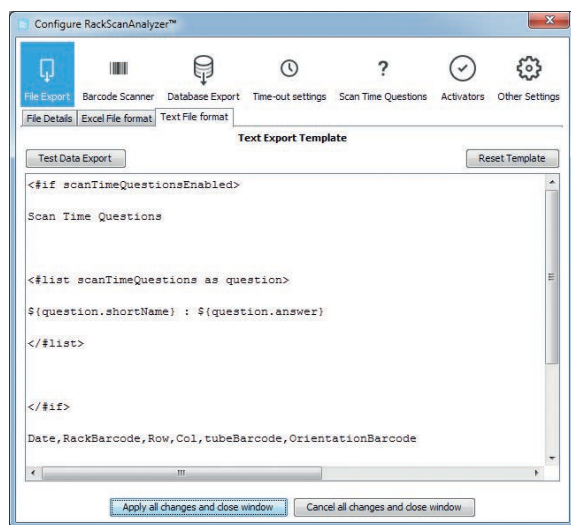 Configure RackScanAnalyzer™
File Export Barcode Scanner Database Export Time-out settings Scan Time Questions Activators Other Settings
File Details Excel File format Text File format
Text Export Template
Test Data Export Reset Template
<#if scanTimeQuestionsEnabled>
Scan Time Questions
<#list scanTimeQuestions as question>
${question.shortName} : ${question.answer}
</#list>
</#if>
Date,RackBarcode,Row,Col,tubeBarcode,OrientationBarcode
Apply all changes and close window Cancel all changes and close window